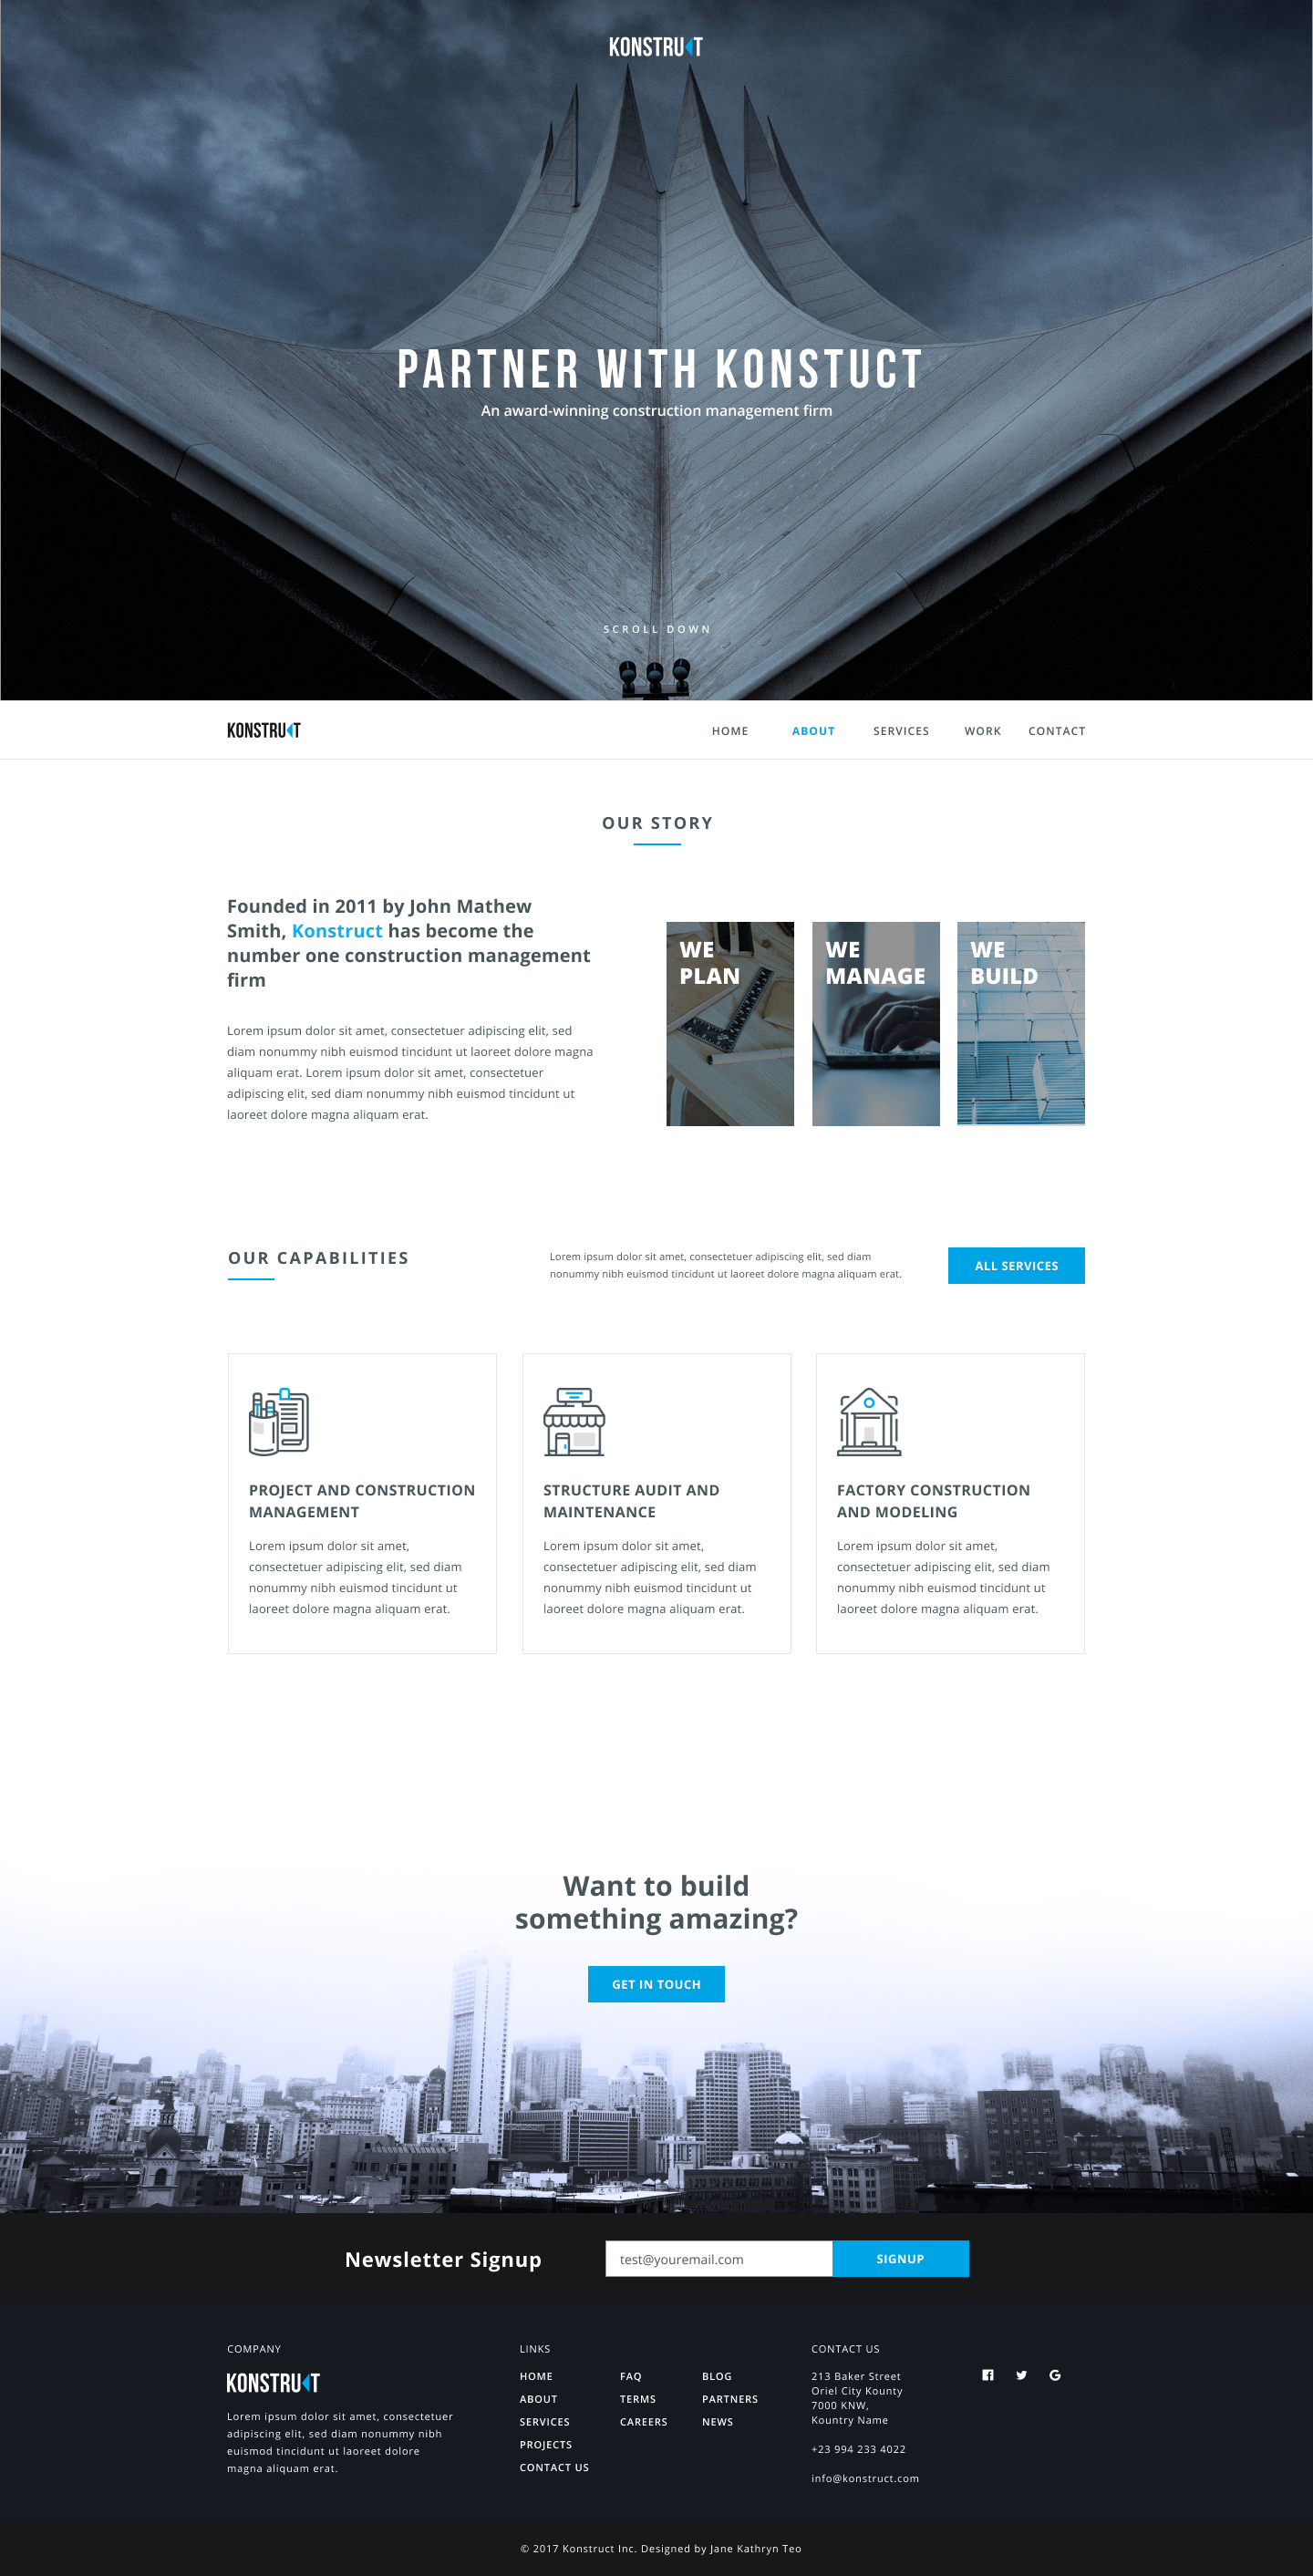 KONSTRUKT
PARTNER WITH KONSTUCT
An award-winning construction management firm
SCROLL DOWN
KONSTRUKT
HOME ABOUT SERVICES WORK CONTACT
OUR STORY
Founded in 2011 by John Mathew
Smith, Konstruct has become the
number one construction management
firm
Lorem ipsum dolor sit amet, consectetuer adipiscing elit, sed
diam nonummy nibh euismod tincidunt ut laoreet dolore magna
aliquam erat. Lorem ipsum dolor sit amet, consectetuer
adipiscing elit, sed diam nonummy nibh euismod tincidunt ut
laoreet dolore magna aliquam erat.
WE
PLAN
WE
MANAGE
WE
BUILD
OUR CAPABILITIES
Lorem ipsum dolor sit amet, consectetuer adipiscing elit, sed diam
nonummy nibh euismod tincidunt ut laoreet dolore magna aliquam erat.
ALL SERVICES
PROJECT AND CONSTRUCTION
MANAGEMENT
Lorem ipsum dolor sit amet,
consectetuer adipiscing elit, sed diam
nonummy nibh euismod tincidunt ut
laoreet dolore magna aliquam erat.
STRUCTURE AUDIT AND
MAINTENANCE
Lorem ipsum dolor sit amet,
consectetuer adipiscing elit, sed diam
nonummy nibh euismod tincidunt ut
laoreet dolore magna aliquam erat.
FACTORY CONSTRUCTION
AND MODELING
Lorem ipsum dolor sit amet,
consectetuer adipiscing elit, sed diam
nonummy nibh euismod tincidunt ut
laoreet dolore magna aliquam erat.
Want to build
something amazing?
GET IN TOUCH
Newsletter Signup
test@youremail.com
SIGNUP
COMPANY
KONSTRUKT
Lorem ipsum dolor sit amet, consectetuer
adipiscing elit, sed diam nonummy nibh
euismod tincidunt ut laoreet dolore
magna aliquam erat.
LINKS
HOME
ABOUT
SERVICES
PROJECTS
CONTACT US
FAQ
TERMS
CAREERS
BLOG
PARTNERS
NEWS
CONTACT US
213 Baker Street
Oriel City Kounty
7000 KNW,
Kountry Name
+23 994 233 4022
info@konstruct.com
© 2017 Konstruct Inc. Designed by Jane Kathryn Teo